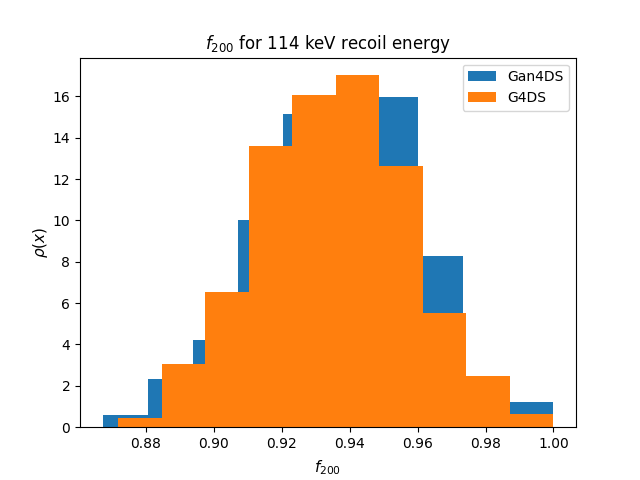 f₂₀₀ for 114 keV recoil energy
Gan4DS
G4DS
16
14
12
10
8
6
4
2
0
ρ(x)
0.88 0.90 0.92 0.94 0.96 0.98 1.00
f₂₀₀